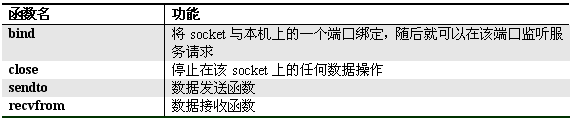 函数名 功能
bind 将 socket 与本机上的一个端口绑定，随后就可以在该端口监听服
务请求
close 停止在该 socket 上的任何数据操作
sendto 数据发送函数
recvfrom 数据接收函数